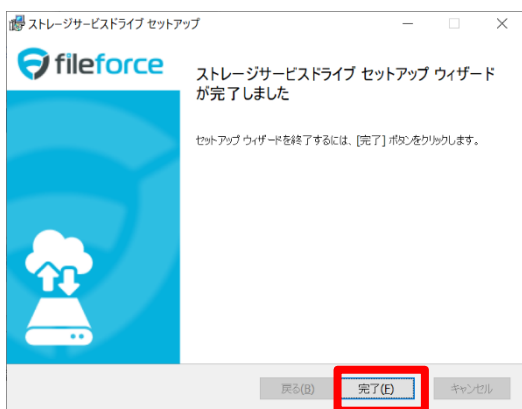 ストレージサービスドライブ セットアップ
fileforce
ストレージサービスドライブ セットアップ ウィザード
が完了しました
セットアップ ウィザードを終了するには、[完了] ボタンをクリックします。
戻る(B)
完了(F)
キャンセル